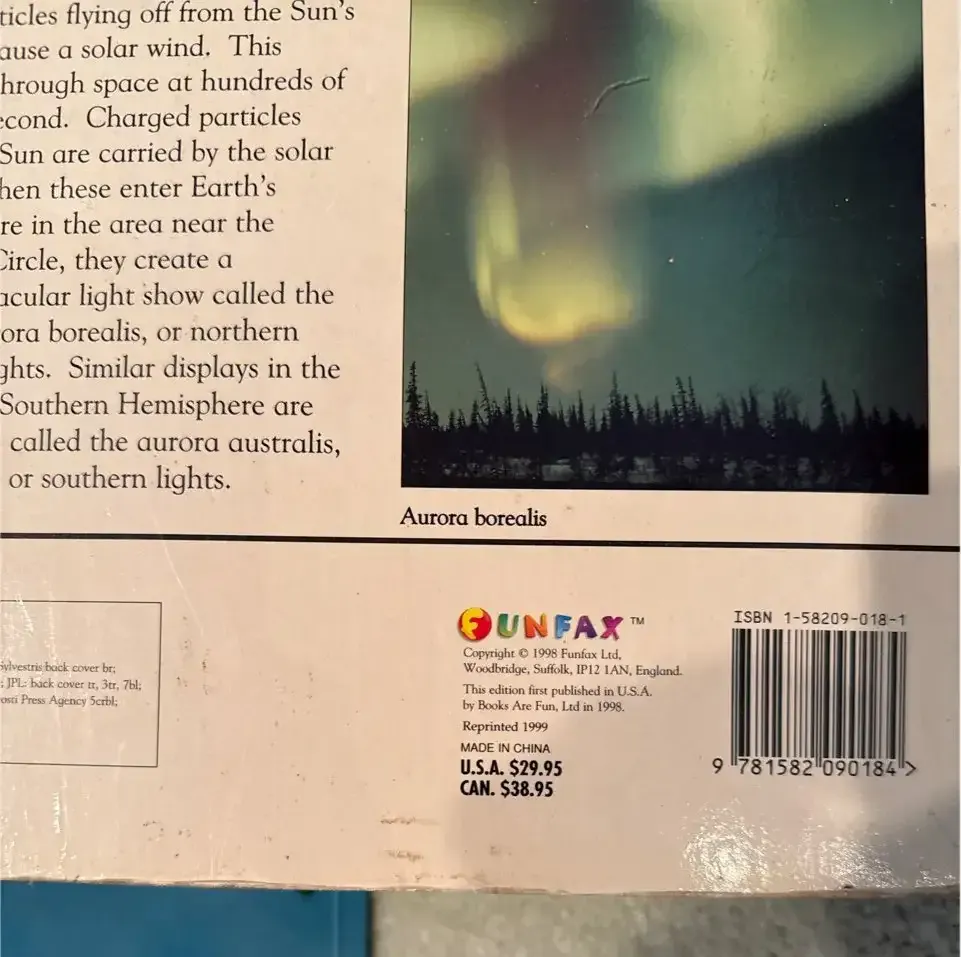 ticles flying off from the Sun's
ause a solar wind. This
hrough space at hundreds of
econd. Charged particles
Sun are carried by the solar
hen these enter Earth's
re in the area near the
Circle, they create a
acular light show called the
ora borealis, or northern
ghts. Similar displays in the
Southern Hemisphere are
called the aurora australis,
or southern lights.
Aurora borealis
ylvestris back cover br;
; JPL: back cover tr, 3tr, 7bl;
osti Press Agency 5crbl;
FUNFAX™
Copyright © 1998 Funfax Ltd,
Woodbridge, Suffolk, IP12 1AN, England.
This edition first published in U.S.A.
by Books Are Fun, Ltd in 1998.
Reprinted 1999
MADE IN CHINA
U.S.A. $29.95
CAN. $38.95
ISBN 1-58209-018-1
9 781582 090184 >